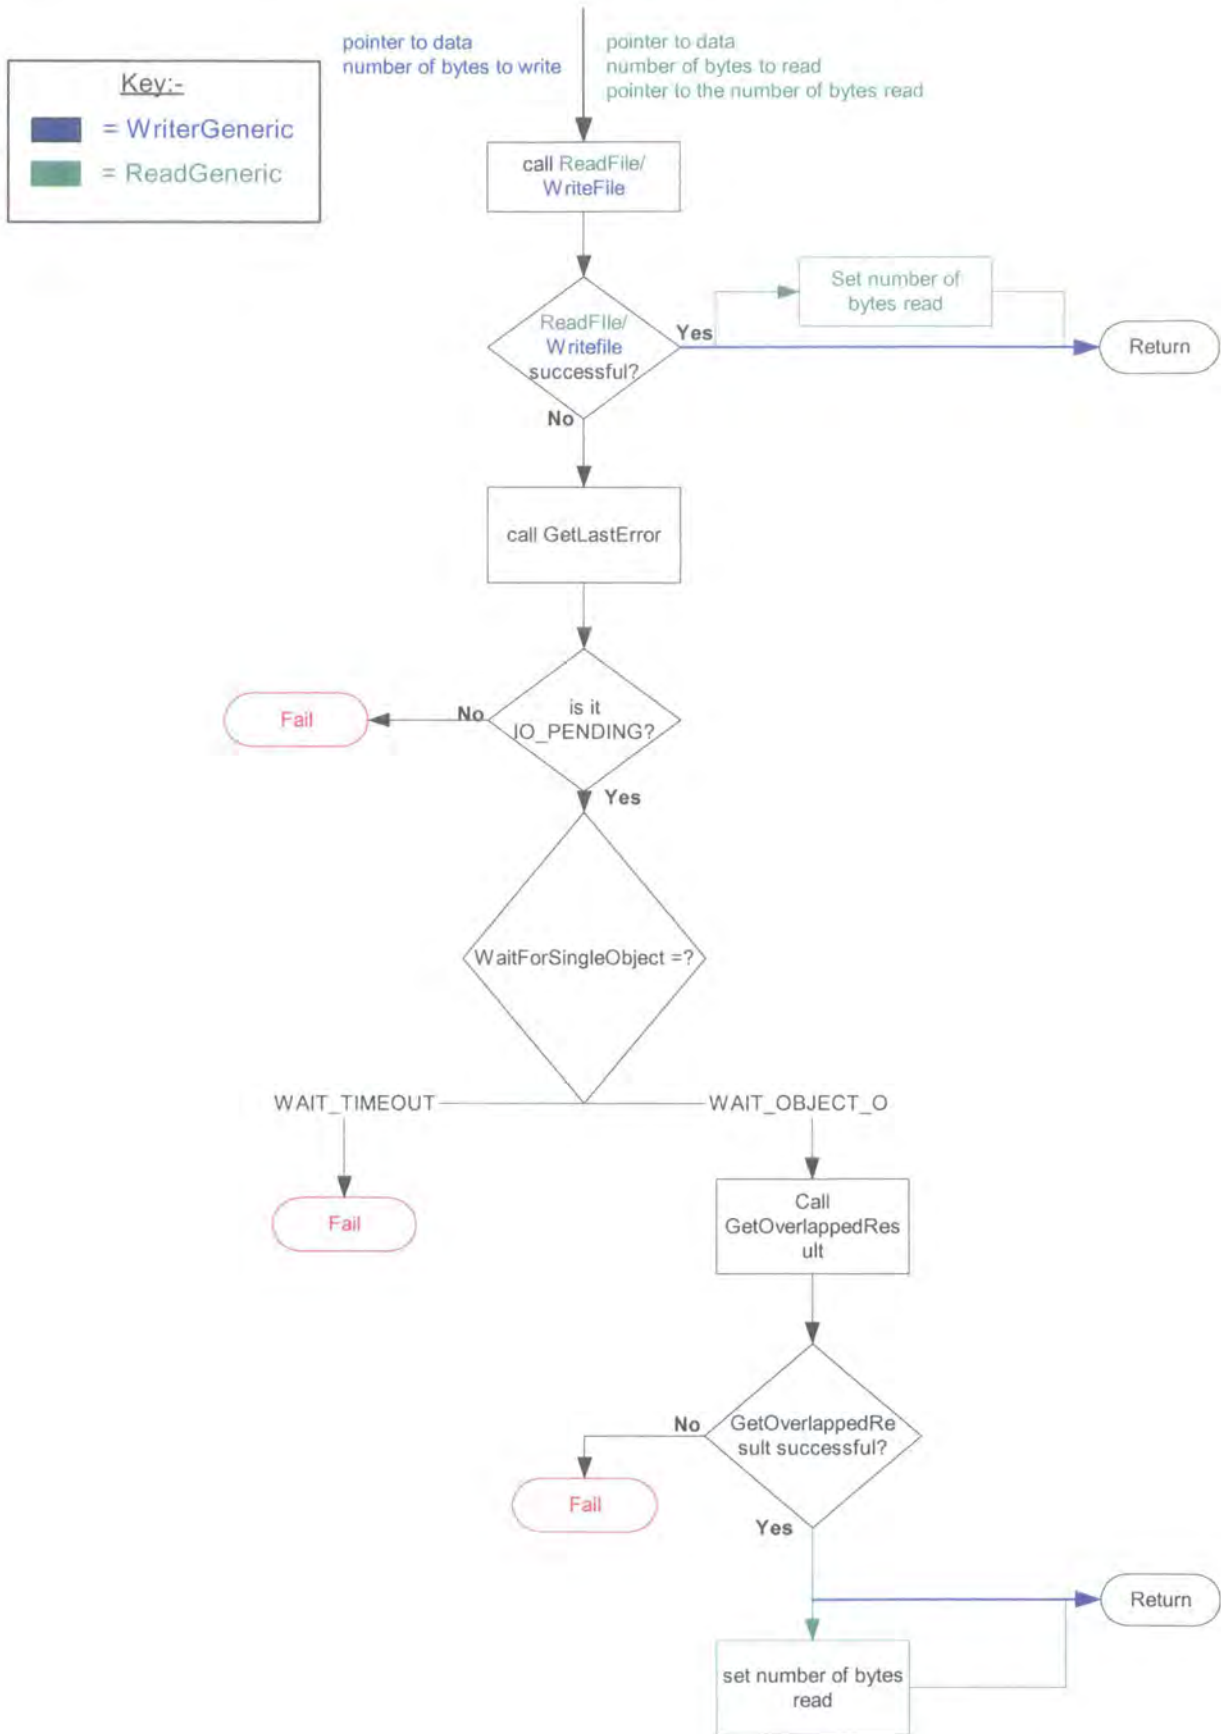 pointer to data
number of bytes to write
pointer to data
number of bytes to read
pointer to the number of bytes read
Key:-
= WriterGeneric
= ReadGeneric
call ReadFile/
WriteFile
Set number of
bytes read
ReadFIle/
Writefile
successful?
Yes
Return
No
call GetLastError
is it
IO_PENDING?
No
Fail
Yes
WaitForSingleObject =?
WAIT_TIMEOUT
WAIT_OBJECT_O
Fail
Call
GetOverlappedRes
ult
GetOverlappedRe
sult successful?
No
Fail
Yes
Return
set number of bytes
read